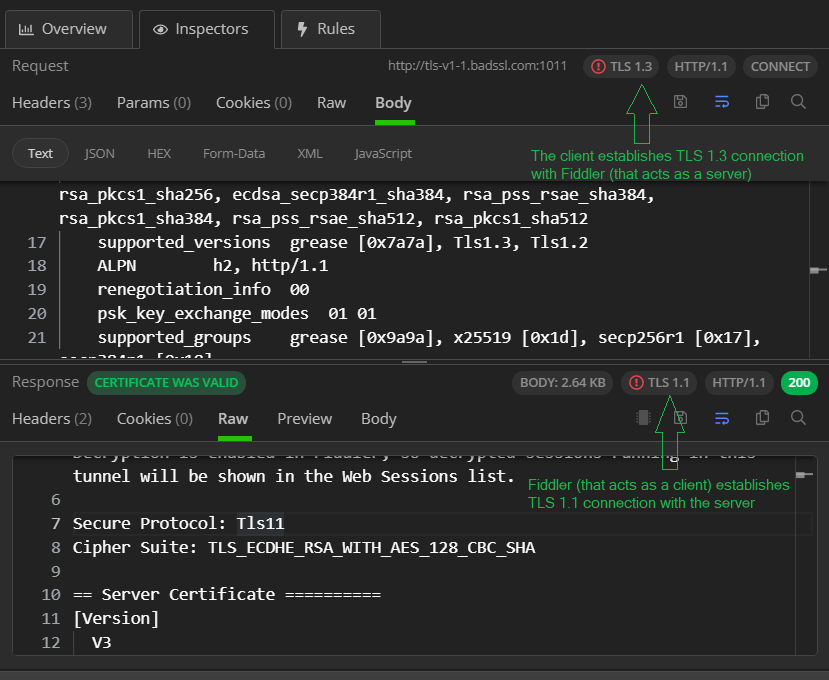 Overview Inspectors Rules
Request http://tls-v1-1.badssl.com:1011 TLS 1.3 HTTP/1.1 CONNECT
Headers (3) Params (0) Cookies (0) Raw Body
Text JSON HEX Form-Data XML JavaScript
The client establishes TLS 1.3 connection
with Fiddler (that acts as a server)
rsa_pkcs1_sha256, ecdsa_secp384r1_sha384, rsa_pss_rsae_sha384,
rsa_pkcs1_sha384, rsa_pss_rsae_sha512, rsa_pkcs1_sha512
17 supported_versions grease [0x7a7a], Tls1.3, Tls1.2
18 ALPN h2, http/1.1
19 renegotiation_info 00
20 psk_key_exchange_modes 01 01
21 supported_groups grease [0x9a9a], x25519 [0x1d], secp256r1 [0x17],
Response CERTIFICATE WAS VALID BODY: 2.64 KB TLS 1.1 HTTP/1.1 200
Headers (2) Cookies (0) Raw Preview Body
tunnel will be shown in the Web Sessions list.
Fiddler (that acts as a client) establishes
TLS 1.1 connection with the server
6
7 Secure Protocol: Tls11
8 Cipher Suite: TLS_ECDHE_RSA_WITH_AES_128_CBC_SHA
9
10 == Server Certificate ==========
11 [Version]
12 V3